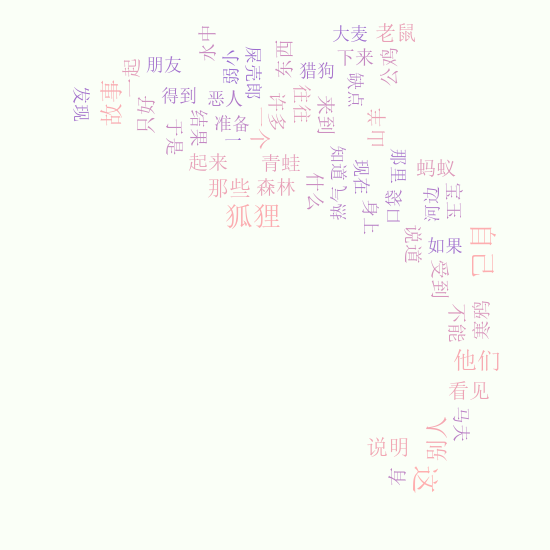 大麦
老鼠
水中
东西
下来
公鸡
一起
朋友
弱小
屎壳郎
猎狗
缺点
发现
故事
只好
得到
恶人
许多
往往
来到
于是
结果
准备
一
一个
山羊
起来
青蛙
知道
现在
那里
蚂蚁
那些
森林
什么
身上
口袋
河边
宝玉
狐狸
说道
如果
自己
受到
不能
寒鸦
他们
看见
马夫
别人
说明
有
这